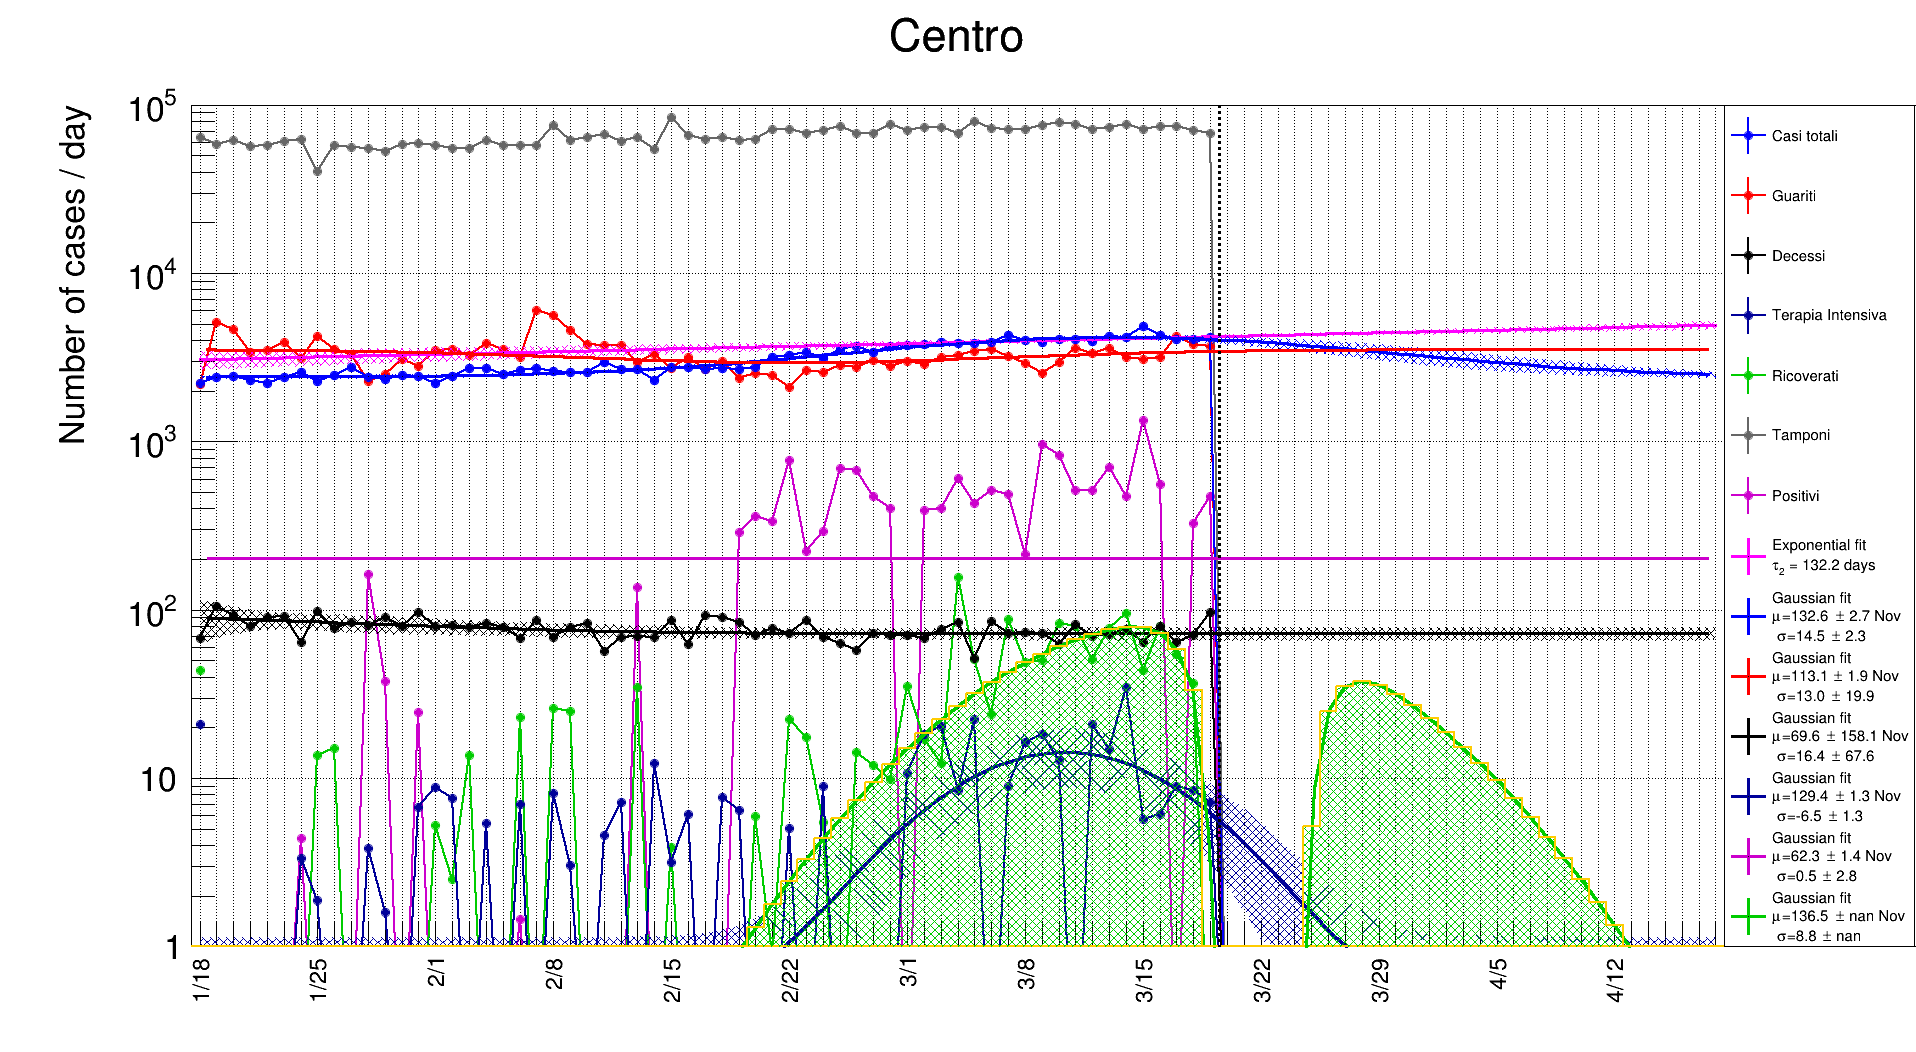 Centro
Number of cases / day
10^5
10^4
10^3
10^2
10
1
1/18
1/25
2/1
2/8
2/15
2/22
3/1
3/8
3/15
3/22
3/29
4/5
4/12
Casi totali
Guariti
Decessi
Terapia Intensiva
Ricoverati
Tamponi
Positivi
Exponential fit
τ₂ = 132.2 days
Gaussian fit
μ=132.6 ± 2.7 Nov
σ=14.5 ± 2.3
Gaussian fit
μ=113.1 ± 1.9 Nov
σ=13.0 ± 19.9
Gaussian fit
μ=69.6 ± 158.1 Nov
σ=16.4 ± 67.6
Gaussian fit
μ=129.4 ± 1.3 Nov
σ=-6.5 ± 1.3
Gaussian fit
μ=62.3 ± 1.4 Nov
σ=0.5 ± 2.8
Gaussian fit
μ=136.5 ± nan Nov
σ=8.8 ± nan